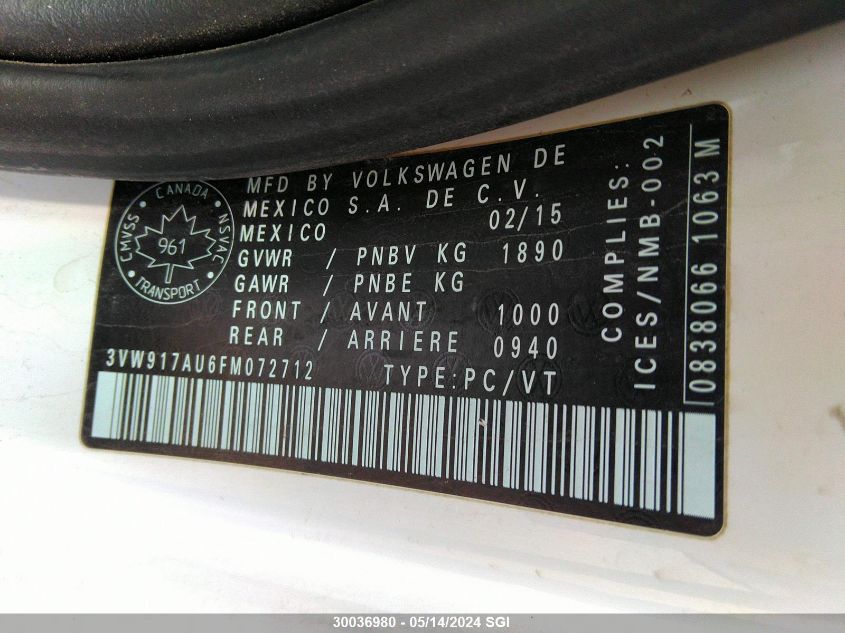 CANADA
CMVSS
NSVAC
961
TRANSPORT
MFD BY VOLKSWAGEN DE
MEXICO S.A. DE C.V.
MEXICO 02/15
GVWR / PNBV KG 1890
GAWR / PNBE KG
FRONT / AVANT 1000
REAR / ARRIERE 0940
3VW917AU6FM072712 TYPE:PC/VT
COMPLIES:
ICES/NMB-002
0838066 1063 M
30036980 - 05/14/2024 SGI